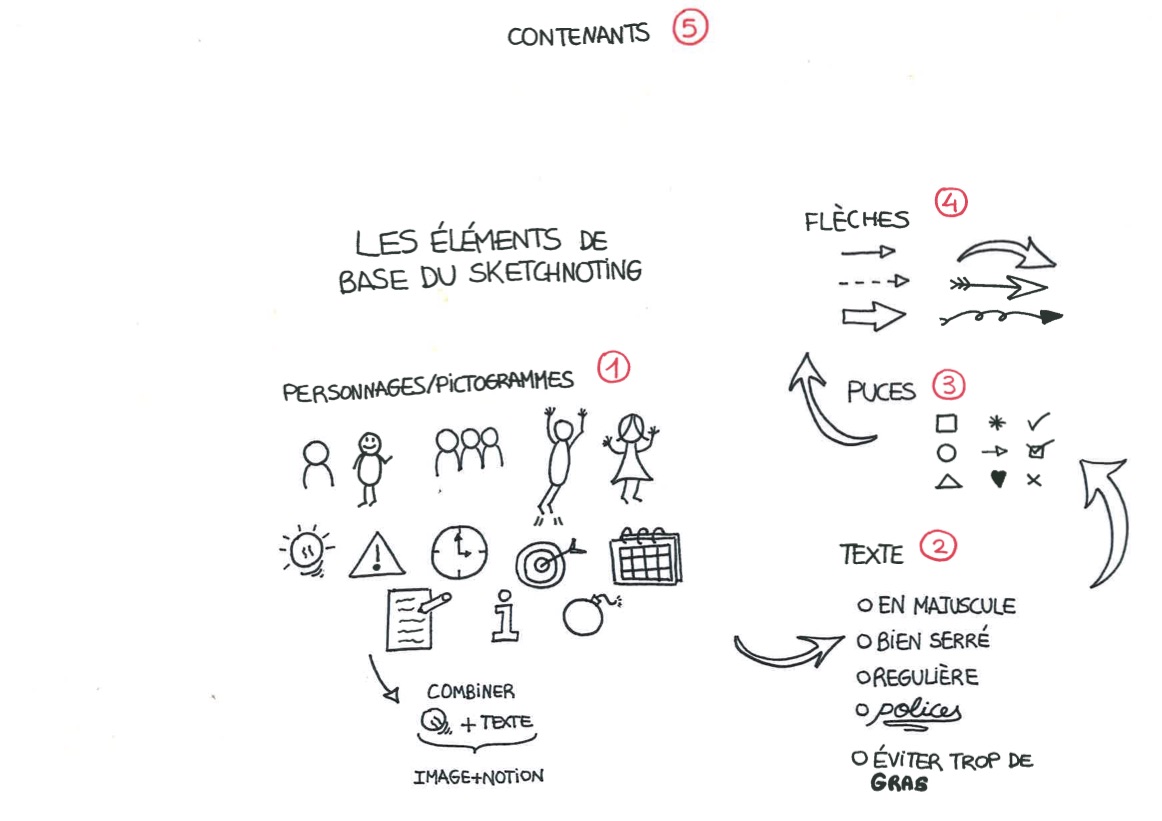 CONTENANTS 5
LES ÉLÉMENTS DE
BASE DU SKETCHNOTING
PERSONNAGES/PICTOGRAMMES 1
COMBINER
+ TEXTE
IMAGE+NOTION
TEXTE 2
EN MAJUSCULE
BIEN SERRÉ
REGULIÈRE
polices
ÉVITER TROP DE
GRAS
PUCES 3
FLÈCHES 4